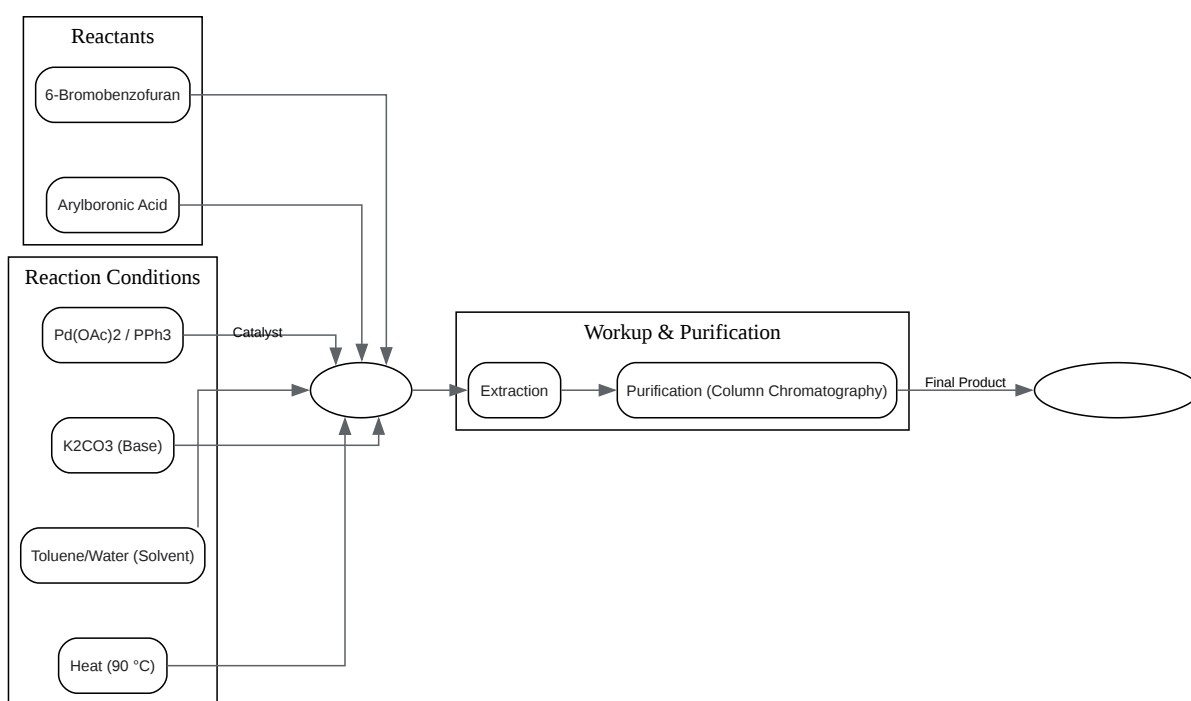 Reactants
6-Bromobenzofuran
Arylboronic Acid
Reaction Conditions
Pd(OAc)2 / PPh3
Catalyst
K2CO3 (Base)
Toluene/Water (Solvent)
Heat (90 °C)
Workup & Purification
Extraction
Purification (Column Chromatography)
Final Product